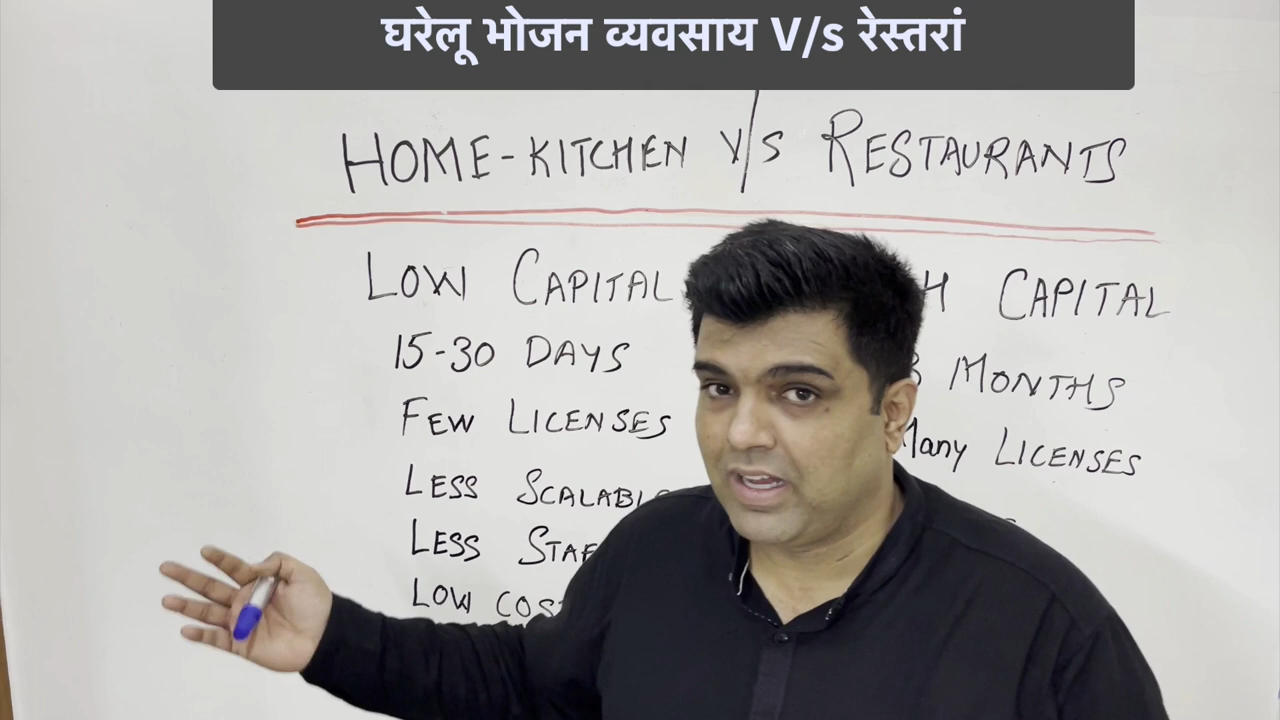 घरेलू भोजन व्यवसाय V/s रेस्तरां
HOME-KITCHEN V/S RESTAURANTS
LOW CAPITAL CAPITAL
15-30 DAYS MONTHS
FEW LICENSES Many LICENSES
LESS
LESS
LOW